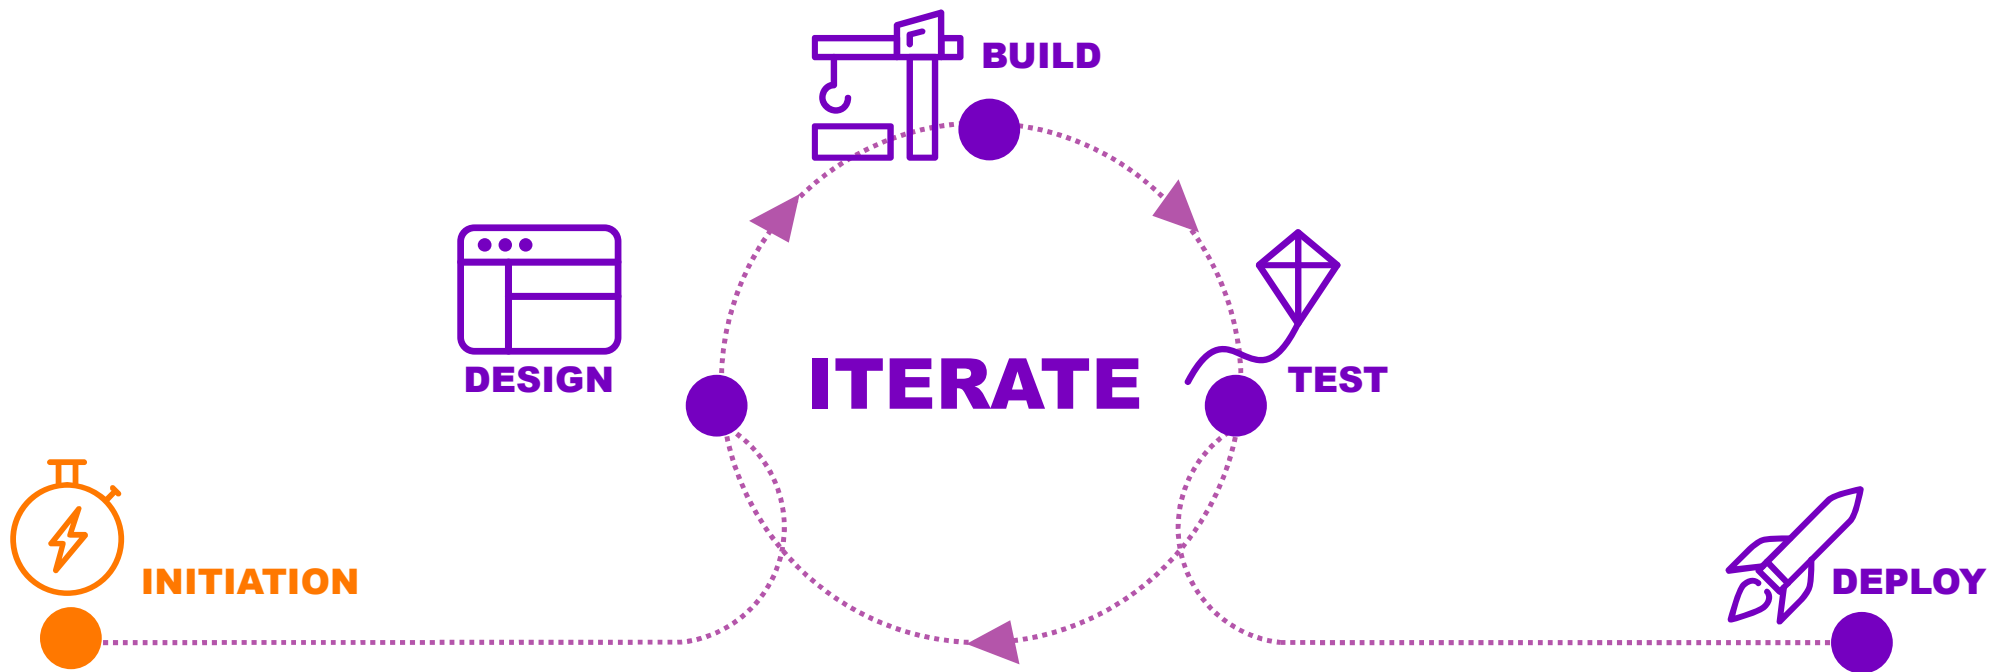 INITIATION
DESIGN
BUILD
TEST
ITERATE
DEPLOY